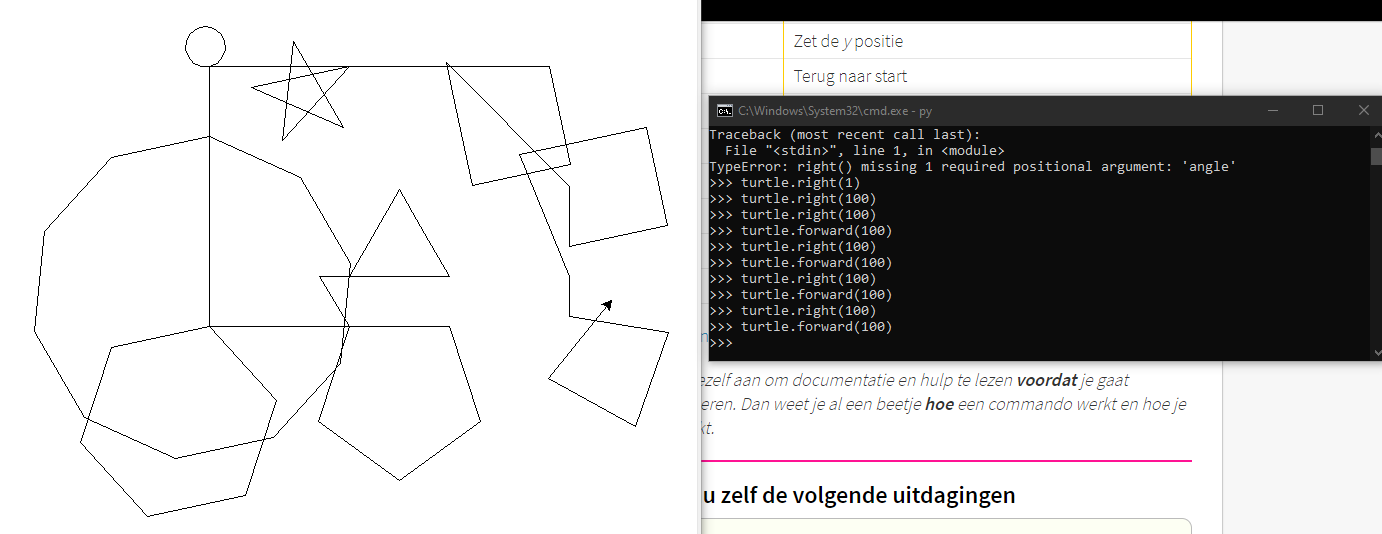 Zet de y positie
Terug naar start
C:\Windows\System32\cmd.exe - py
Traceback (most recent call last):
  File "<stdin>", line 1, in <module>
TypeError: right() missing 1 required positional argument: 'angle'
>>> turtle.right(1)
>>> turtle.right(100)
>>> turtle.right(100)
>>> turtle.forward(100)
>>> turtle.right(100)
>>> turtle.forward(100)
>>> turtle.right(100)
>>> turtle.forward(100)
>>> turtle.right(100)
>>> turtle.forward(100)
>>>
ezelf aan om documentatie en hulp te lezen voordat je gaat
eren. Dan weet je al een beetje hoe een commando werkt en hoe je
kt.
u zelf de volgende uitdagingen